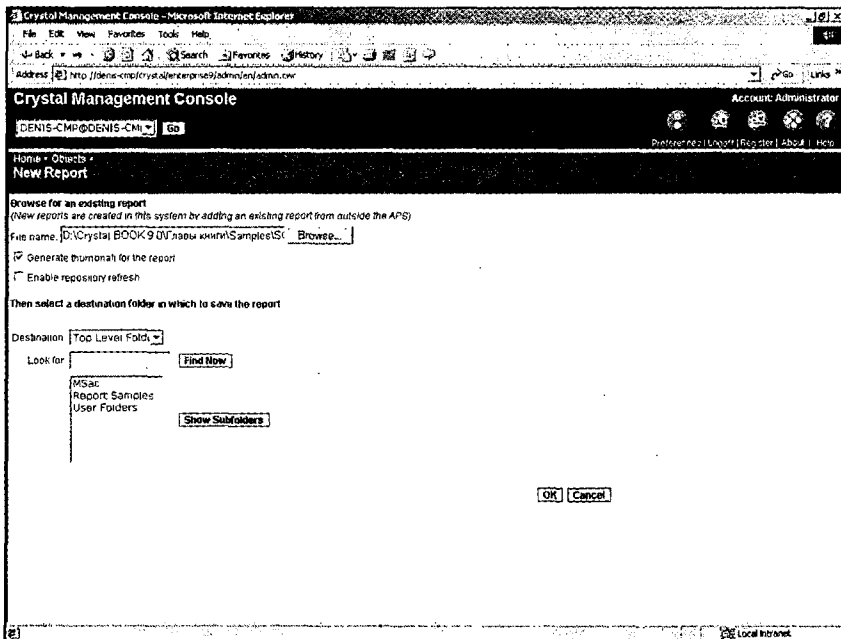 Crystal Management Console - Microsoft Internet Explorer
File Edit View Favorites Tools Help
Back Search Favorites History
Address http://denis-cmp/crystal/enterprise9/admin/en/admin.cwr Go Links »
Crystal Management Console
Account: Administrator
DENIS-CMP@DENIS-CM Go
Preferences | Logoff | Register | About | Help
Home • Objects •
New Report
Browse for an existing report
(New reports are created in this system by adding an existing report from outside the APS)
File name: D:\Crystal BOOK 9.0\Главы книги\Samples\S Browse...
Generate thumbnail for the report
Enable repository refresh
Then select a destination folder in which to save the report
Destination Top Level Fold
Look for Find Now
MSac
Report Samples
User Folders
Show Subfolders
OK Cancel
Local intranet